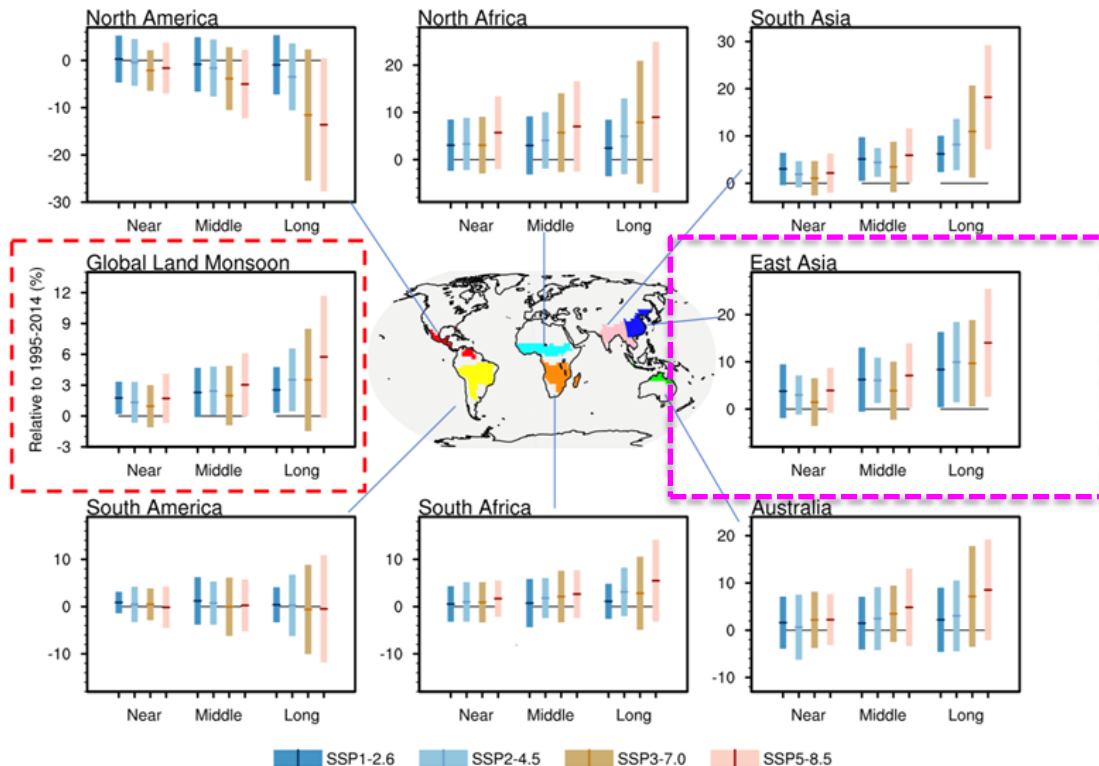 North America
0
-10
-20
-30
Near Middle Long
North Africa
20
10
0
Near Middle Long
South Asia
30
20
10
0
Near Middle Long
Global Land Monsoon
Relative to 1995-2014 (%)
12
9
6
3
0
-3
Near Middle Long
East Asia
20
10
0
Near Middle Long
South America
10
0
-10
Near Middle Long
South Africa
10
0
-10
Near Middle Long
Australia
20
10
0
-10
Near Middle Long
SSP1-2.6 SSP2-4.5 SSP3-7.0 SSP5-8.5